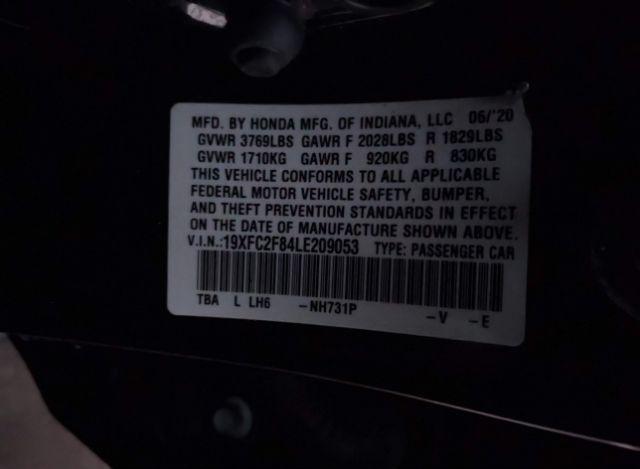 MFD. BY HONDA MFG. OF INDIANA, LLC 06/'20
GVWR 3769LBS GAWR F 2028LBS R 1829LBS
GVWR 1710KG GAWR F 920KG R 830KG
THIS VEHICLE CONFORMS TO ALL APPLICABLE
FEDERAL MOTOR VEHICLE SAFETY, BUMPER,
AND THEFT PREVENTION STANDARDS IN EFFECT
ON THE DATE OF MANUFACTURE SHOWN ABOVE.
V.I.N.:19XFC2F84LE209053 TYPE: PASSENGER CAR
TBA L LH6 -NH731P -V -E